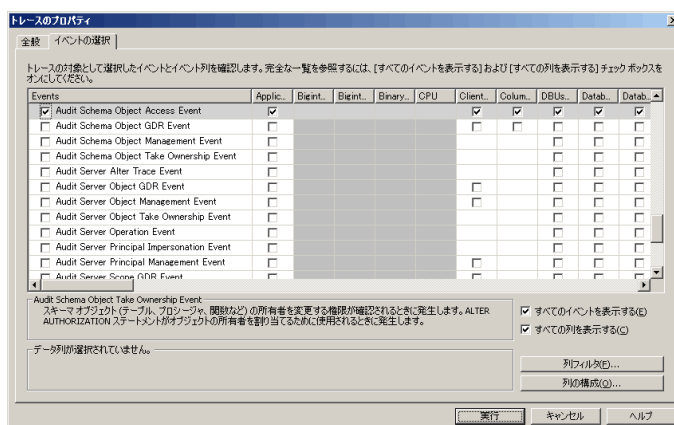 トレースのプロパティ
全般 イベントの選択
トレースの対象として選択したイベントとイベント列を確認します。完全な一覧を参照するには、[すべてのイベントを表示する] および [すべての列を表示する] チェック ボックスを
オンにしてください。
Events Applic... Bigint... Bigint... Binary... CPU Client... Colum... DBUs... Datab... Datab...
Audit Schema Object Access Event
Audit Schema Object GDR Event
Audit Schema Object Management Event
Audit Schema Object Take Ownership Event
Audit Server Alter Trace Event
Audit Server Object GDR Event
Audit Server Object Management Event
Audit Server Object Take Ownership Event
Audit Server Operation Event
Audit Server Principal Impersonation Event
Audit Server Principal Management Event
Audit Server Scope GDR Event
Audit Schema Object Take Ownership Event
スキーマ オブジェクト (テーブル、プロシージャ、関数など) の所有者を変更する権限が確認されるときに発生します。ALTER
AUTHORIZATION ステートメントがオブジェクトの所有者を割り当てるために使用されるときに発生します。
すべてのイベントを表示する(E)
すべての列を表示する(C)
データ列が選択されていません。
列フィルタ(F)...
列の構成(O)...
実行 キャンセル ヘルプ